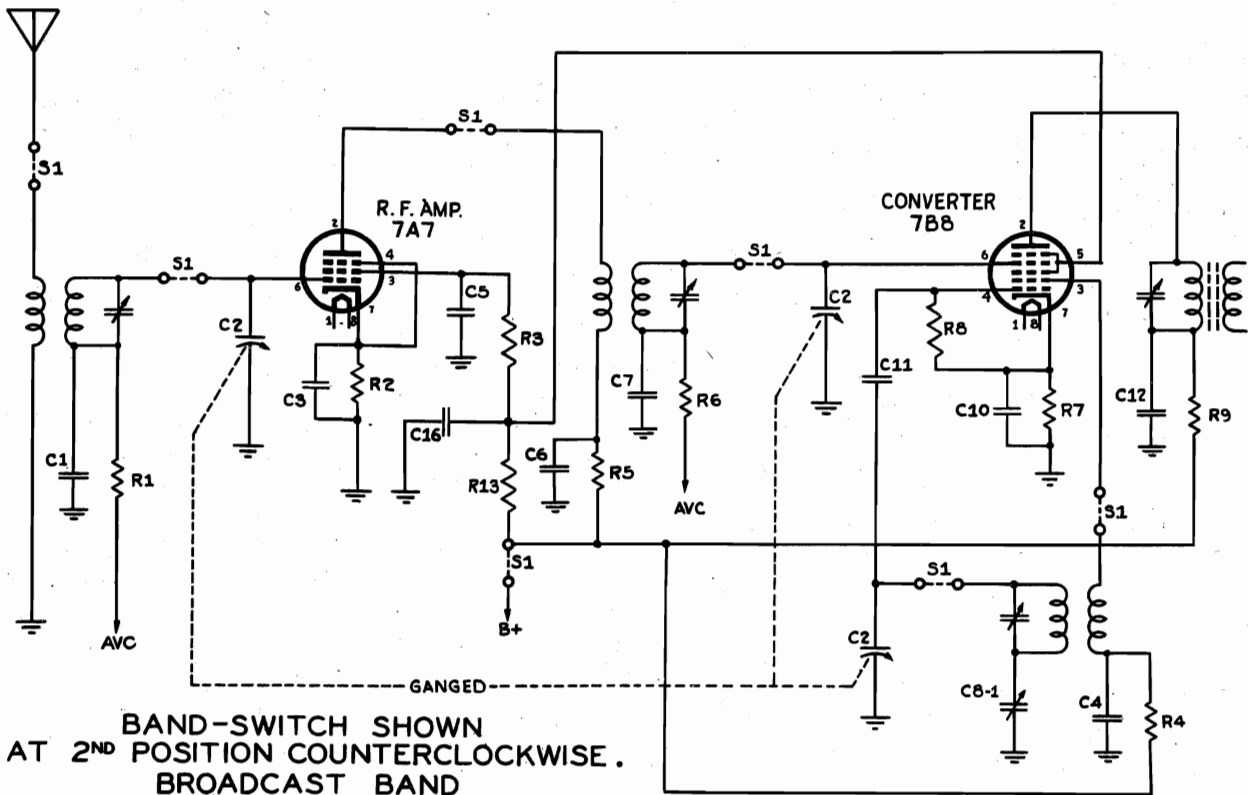 S1
S1
R. F. AMP.
7A7
CONVERTER
7B8
2
4
3
6
7
1 - 8
S1
C2
C5
R3
C3
R2
C1
R1
AVC
C16
R13
S1
B+
C6
R5
C7
R6
AVC
S1
C2
2
6
5
4
3
1 8
7
R8
C11
C10
R7
C12
R9
S1
S1
C2
C8-1
C4
R4
GANGED
BAND-SWITCH SHOWN
AT 2ND POSITION COUNTERCLOCKWISE.
BROADCAST BAND